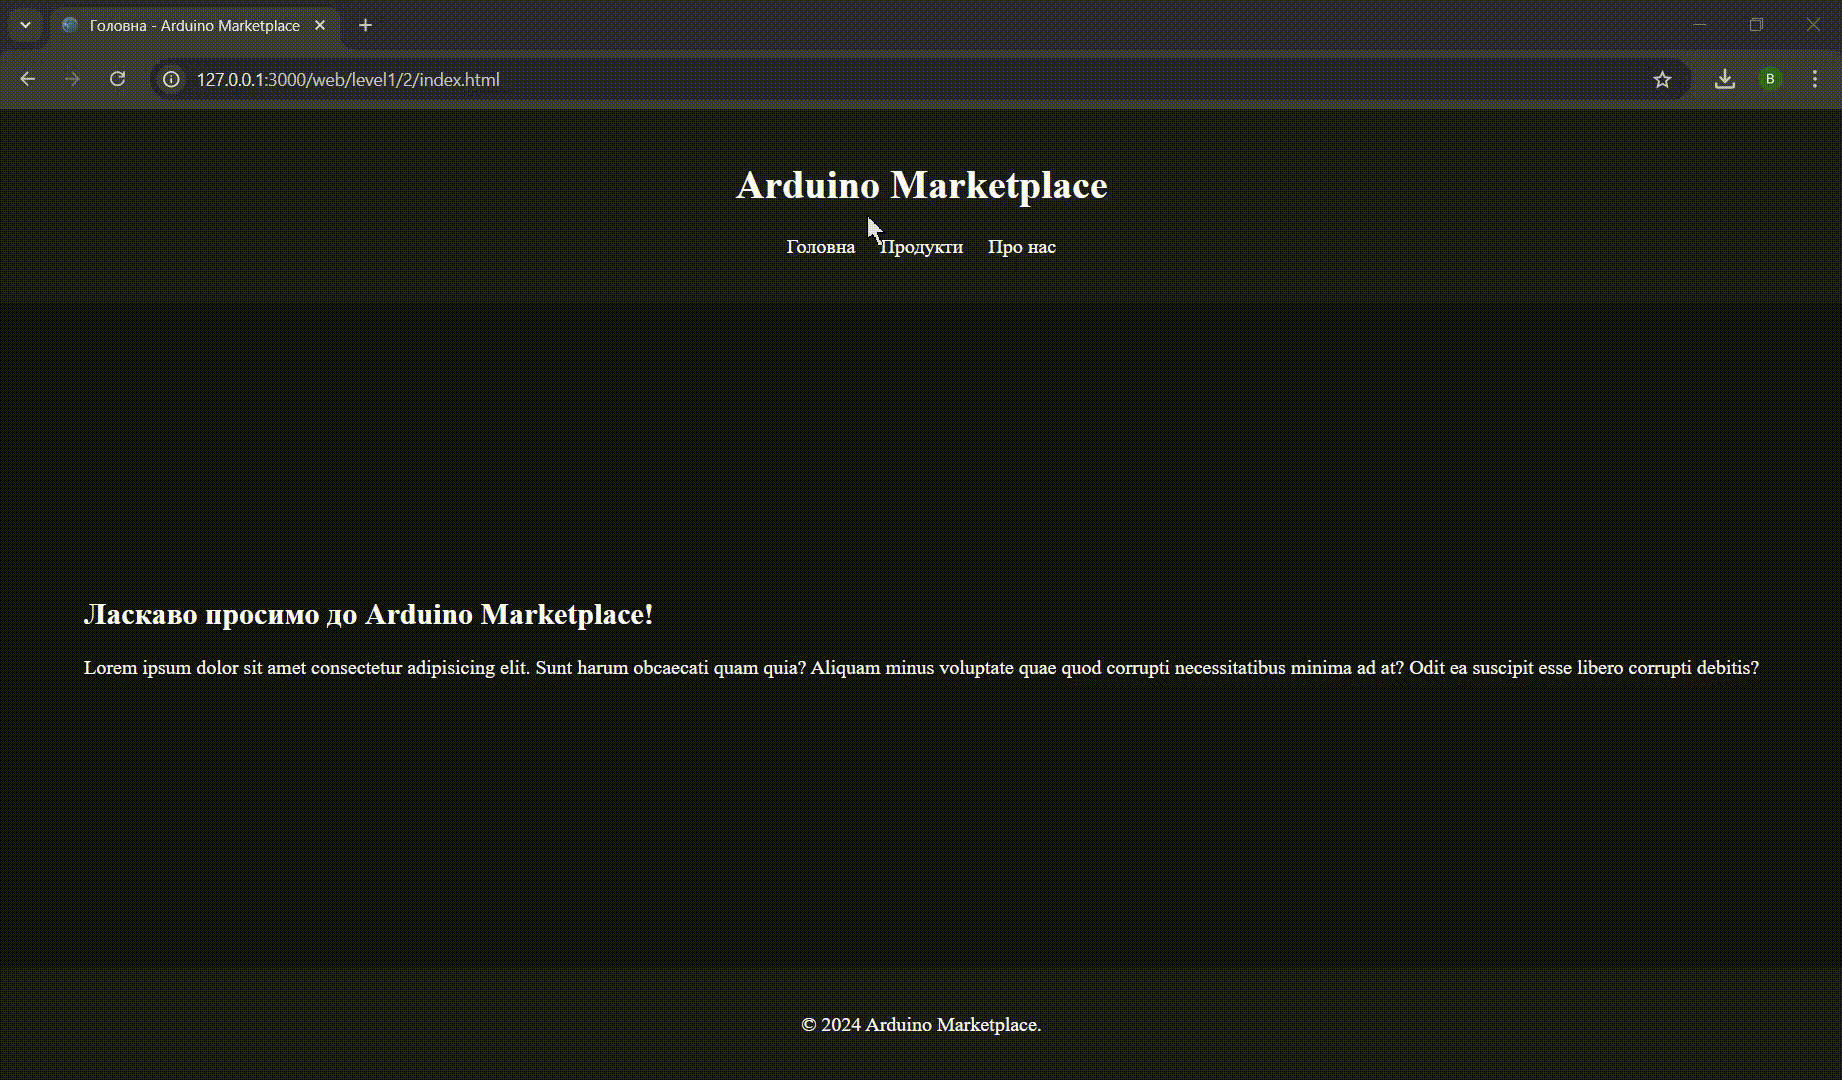 Головна - Arduino Marketplace
127.0.0.1:3000/web/level1/2/index.html
B
Arduino Marketplace
Головна Продукти Про нас
Ласкаво просимо до Arduino Marketplace!
Lorem ipsum dolor sit amet consectetur adipisicing elit. Sunt harum obcaecati quam quia? Aliquam minus voluptate quae quod corrupti necessitatibus minima ad at? Odit ea suscipit esse libero corrupti debitis?
© 2024 Arduino Marketplace.